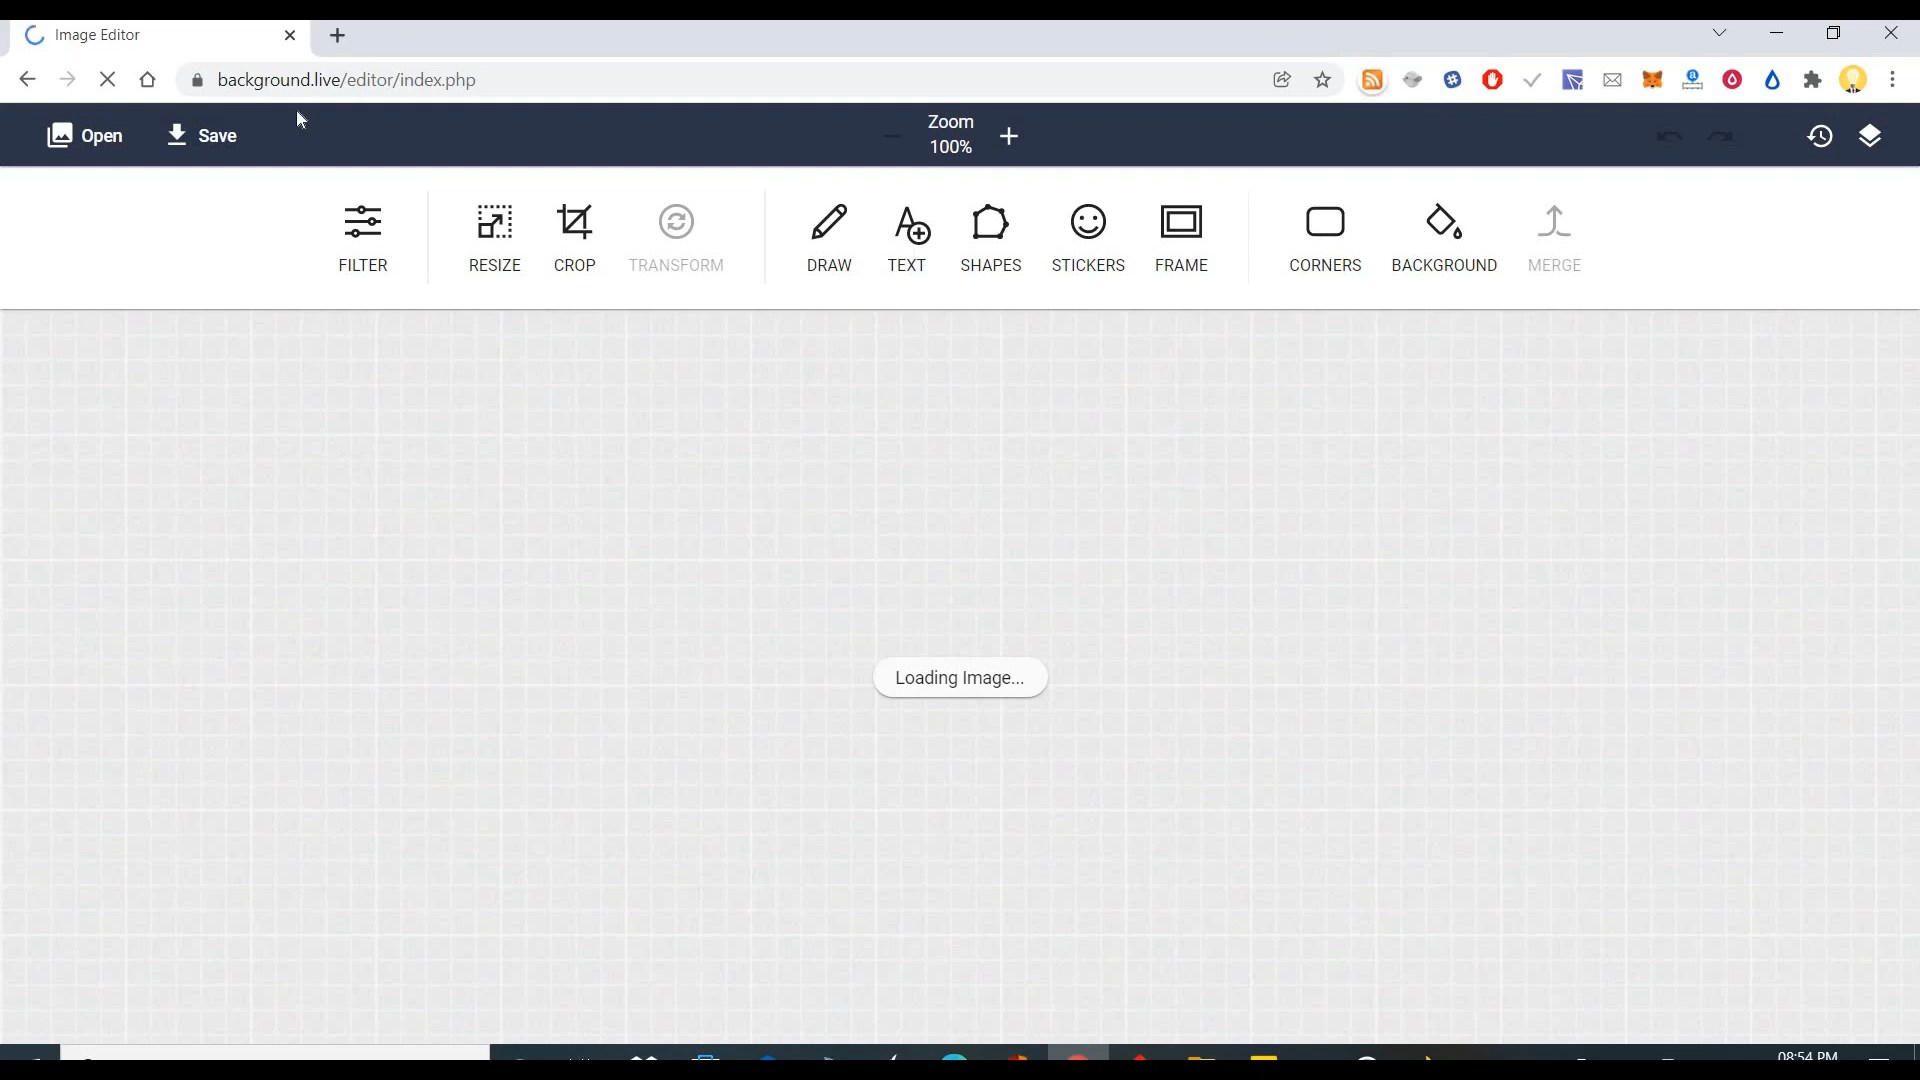 Image Editor
background.live/editor/index.php
Open Save Zoom
100%
FILTER RESIZE CROP TRANSFORM DRAW TEXT SHAPES STICKERS FRAME CORNERS BACKGROUND MERGE
Loading Image...
08:54 PM